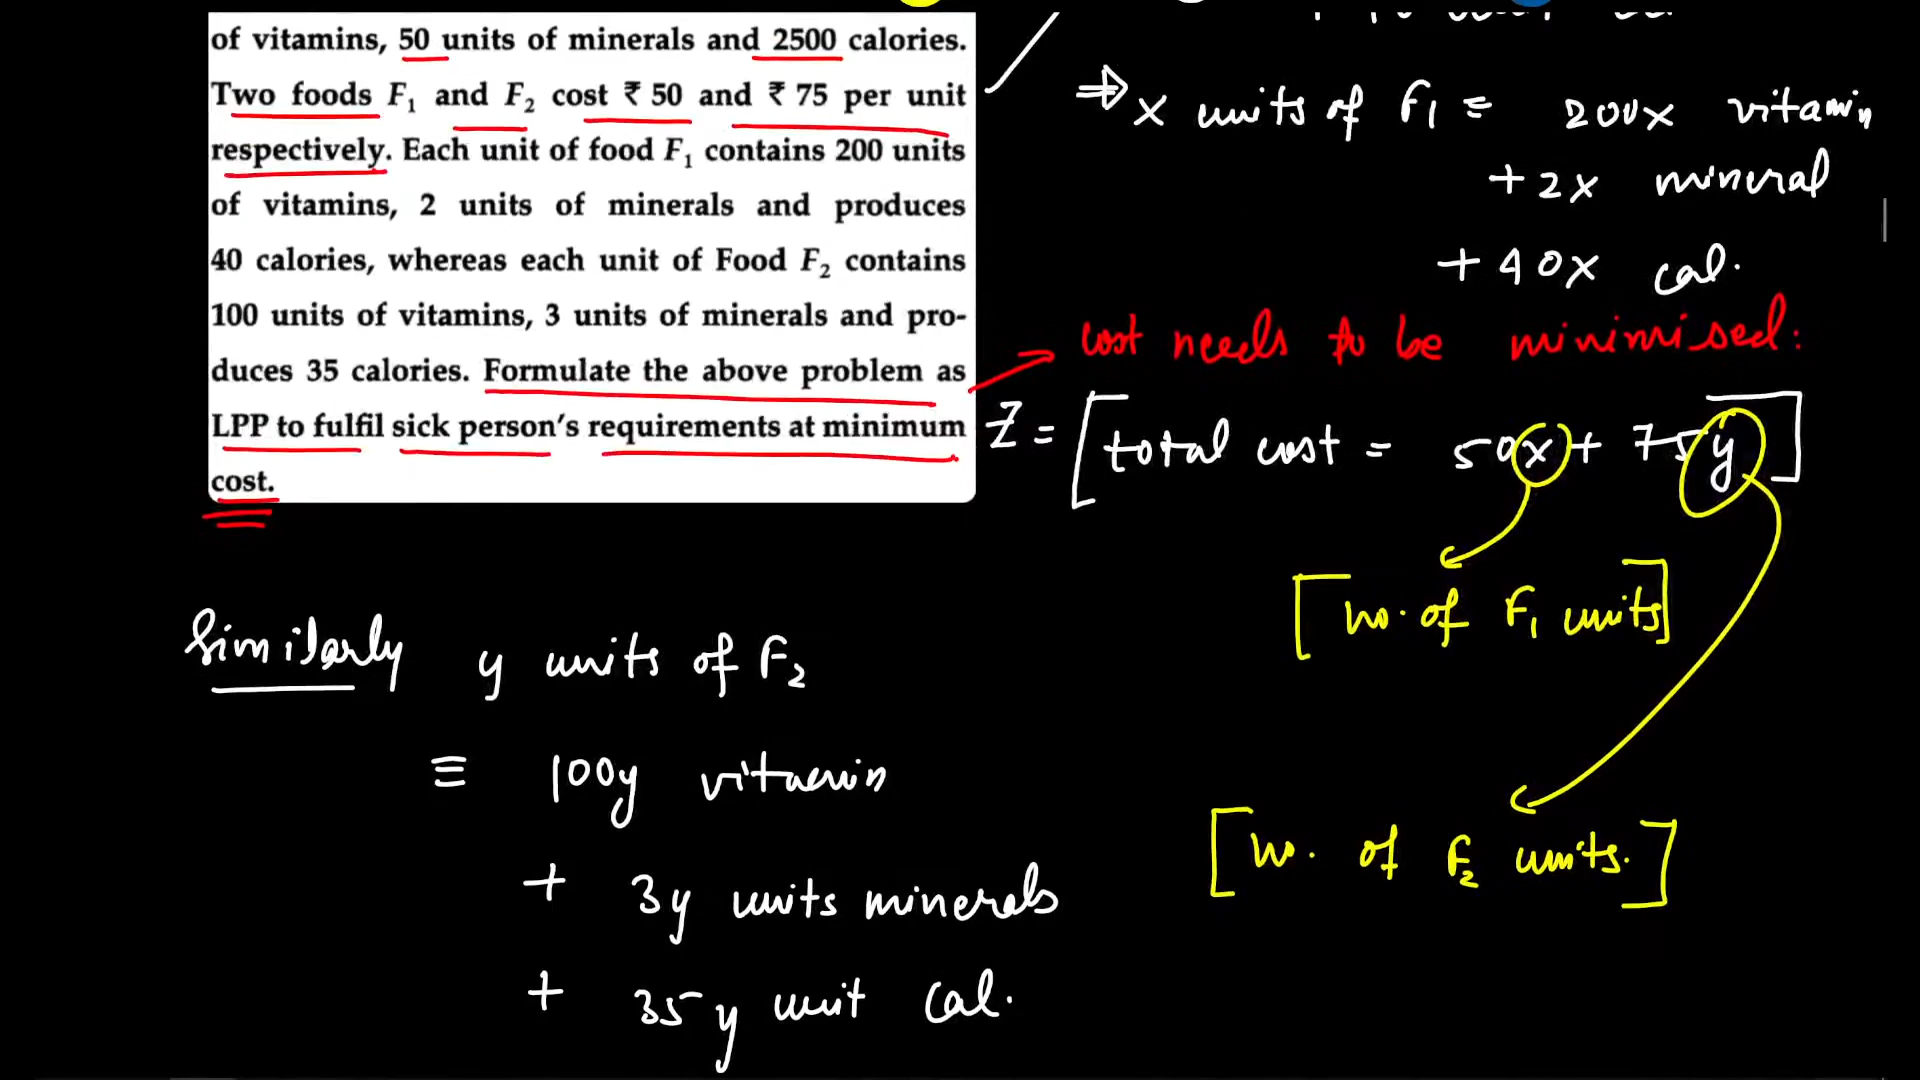 of vitamins, 50 units of minerals and 2500 calories.
Two foods F₁ and F₂ cost ₹ 50 and ₹ 75 per unit
respectively. Each unit of food F₁ contains 200 units
of vitamins, 2 units of minerals and produces
40 calories, whereas each unit of Food F₂ contains
100 units of vitamins, 3 units of minerals and pro-
duces 35 calories. Formulate the above problem as
LPP to fulfil sick person's requirements at minimum
cost.
⇒ x units of F₁ = 200x vitamin
+ 2x mineral
+ 40x cal.
cost needs to be minimised:
Z = [total cost = 50x + 75y]
[no. of F₁ units]
[no. of F₂ units.]
Similarly y units of F₂
≡ 100y vitamin
+ 3y units minerals
+ 35y unit cal.